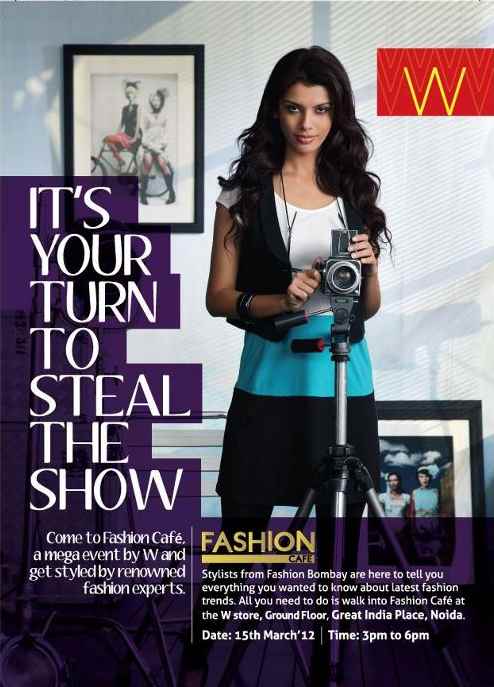 W
IT'S
YOUR
TURN
TO
STEAL
THE
SHOW
Come to Fashion Café,
a mega event by W and
get styled by renowned
fashion experts.
FASHION
CAFÉ
Stylists from Fashion Bombay are here to tell you
everything you wanted to know about latest fashion
trends. All you need to do is walk into Fashion Café at
the W store, Ground Floor, Great India Place, Noida.
Date: 15th March'12 | Time: 3pm to 6pm